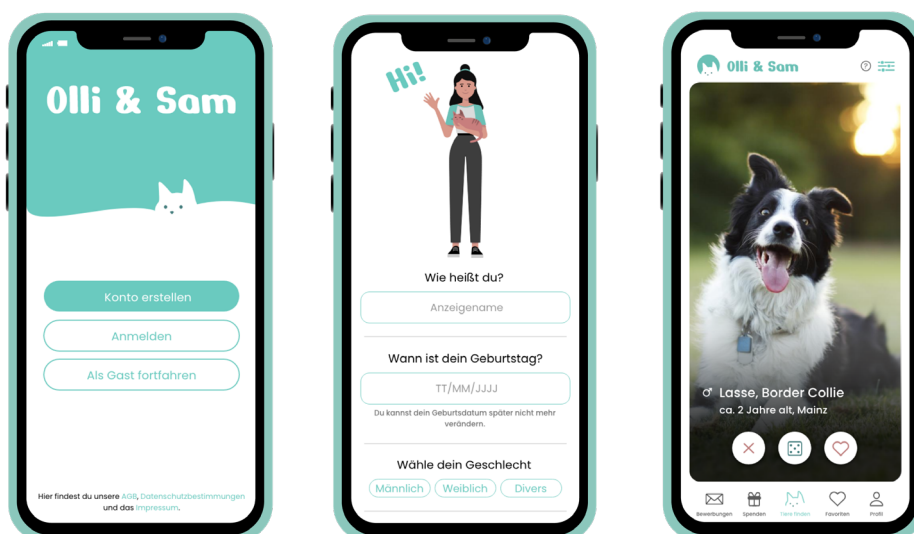 Olli & Sam
Konto erstellen
Anmelden
Als Gast fortfahren
Hier findest du unsere AGB, Datenschutzbestimmungen
und das Impressum.
Hi!
Wie heißt du?
Anzeigename
Wann ist dein Geburtstag?
TT/MM/JJJJ
Du kannst dein Geburtsdatum später nicht mehr
verändern.
Wähle dein Geschlecht
Männlich Weiblich Divers
Olli & Sam ?
Lasse, Border Collie
ca. 2 Jahre alt, Mainz
Bewerbungen Spenden Tiere finden Favoriten Profil